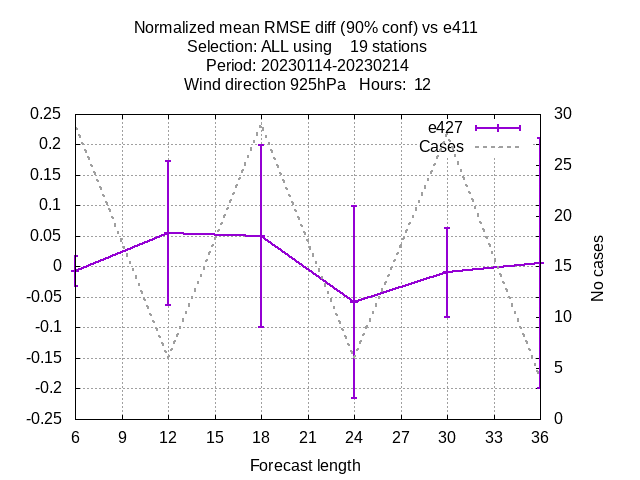 Normalized mean RMSE diff (90% conf) vs e411
Selection: ALL using    19 stations
Period: 20230114-20230214
Wind direction 925hPa   Hours:  12
0.25
0.2
0.15
0.1
0.05
0
-0.05
-0.1
-0.15
-0.2
-0.25
e427
Cases
30
25
20
15
10
5
0
No cases
6 9 12 15 18 21 24 27 30 33 36
Forecast length